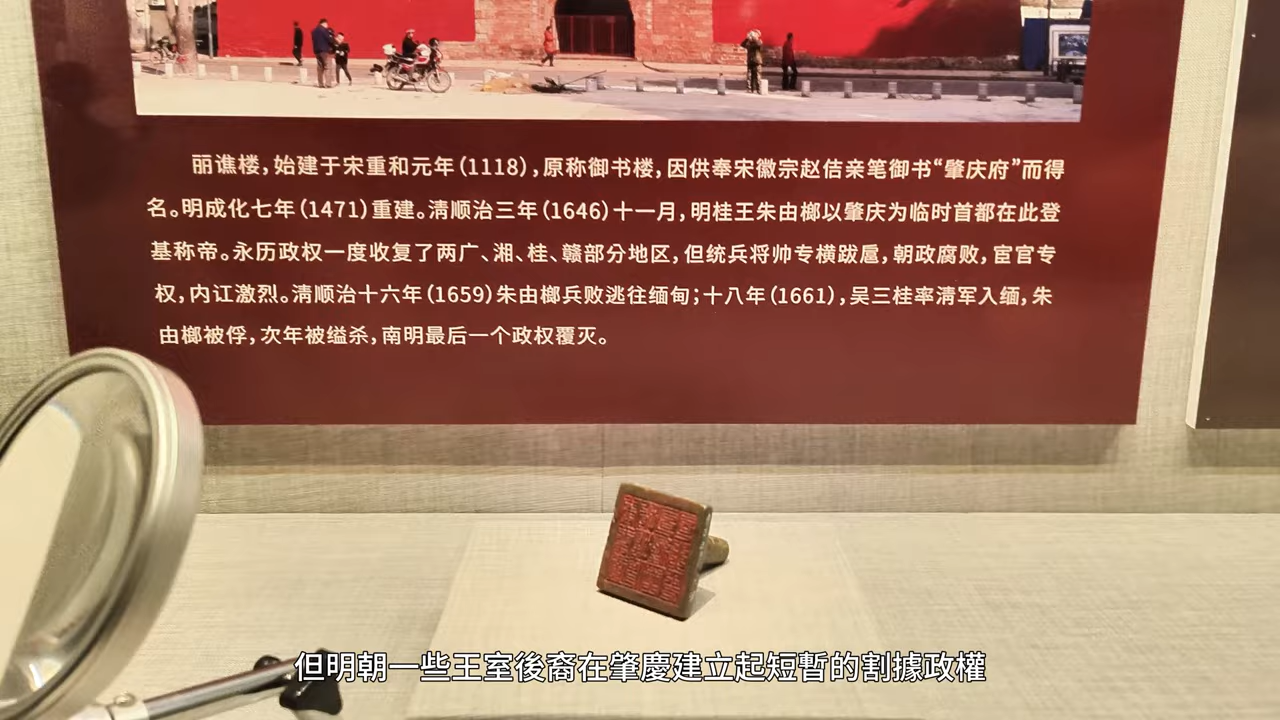 丽谯楼，始建于宋重和元年（1118），原称御书楼，因供奉宋徽宗赵佶亲笔御书“肇庆府”而得
名。明成化七年（1471）重建。清顺治三年（1646）十一月，明桂王朱由榔以肇庆为临时首都在此登
基称帝。永历政权一度收复了两广、湘、桂、赣部分地区，但统兵将帅专横跋扈，朝政腐败，宦官专
权，内讧激烈。清顺治十六年（1659）朱由榔兵败逃往缅甸；十八年（1661），吴三桂率清军入缅，朱
由榔被俘，次年被缢杀，南明最后一个政权覆灭。
但明朝一些王室後裔在肇慶建立起短暫的割據政權